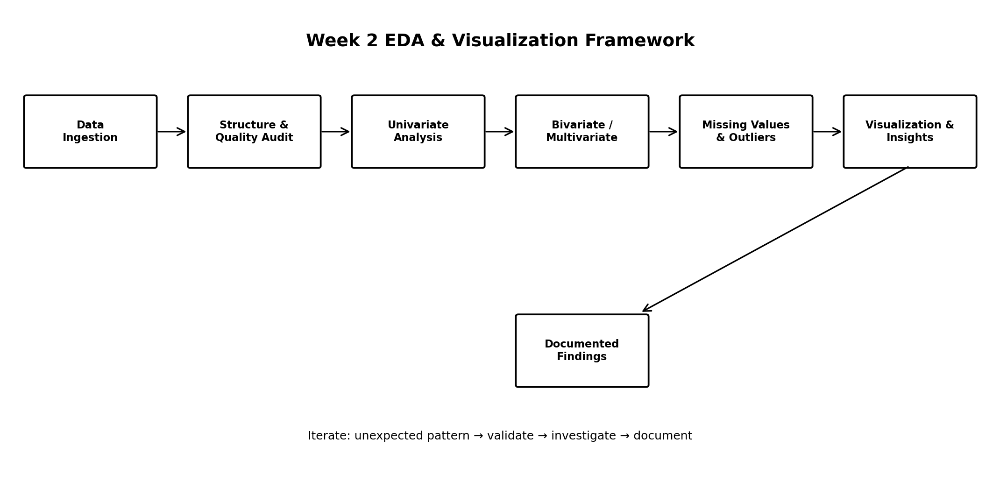 Week 2 EDA & Visualization Framework
Data
Ingestion
Structure &
Quality Audit
Univariate
Analysis
Bivariate /
Multivariate
Missing Values
& Outliers
Visualization &
Insights
Documented
Findings
Iterate: unexpected pattern → validate → investigate → document